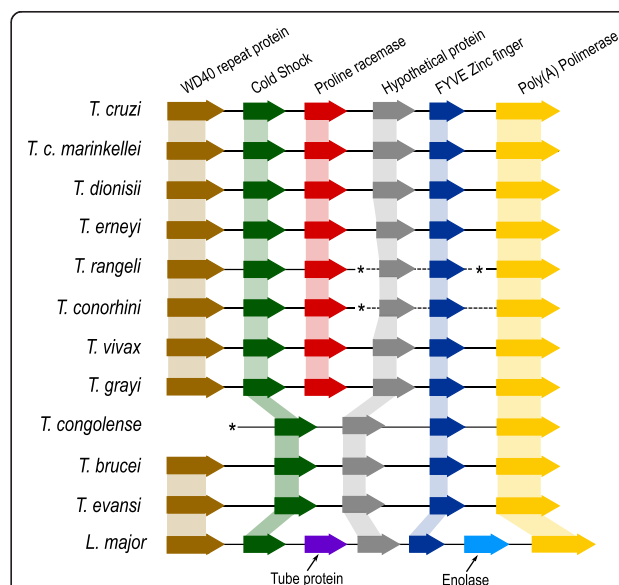 WD40 repeat protein
Cold Shock
Proline racemase
Hypothetical protein
FYVE Zinc finger
Poly(A) Polimerase
T. cruzi
T. c. marinkellei
T. dionisii
T. erneyi
T. rangeli * *
T. conorhini *
T. vivax
T. grayi
T. congolense *
T. brucei
T. evansi
L. major
Tube protein
Enolase